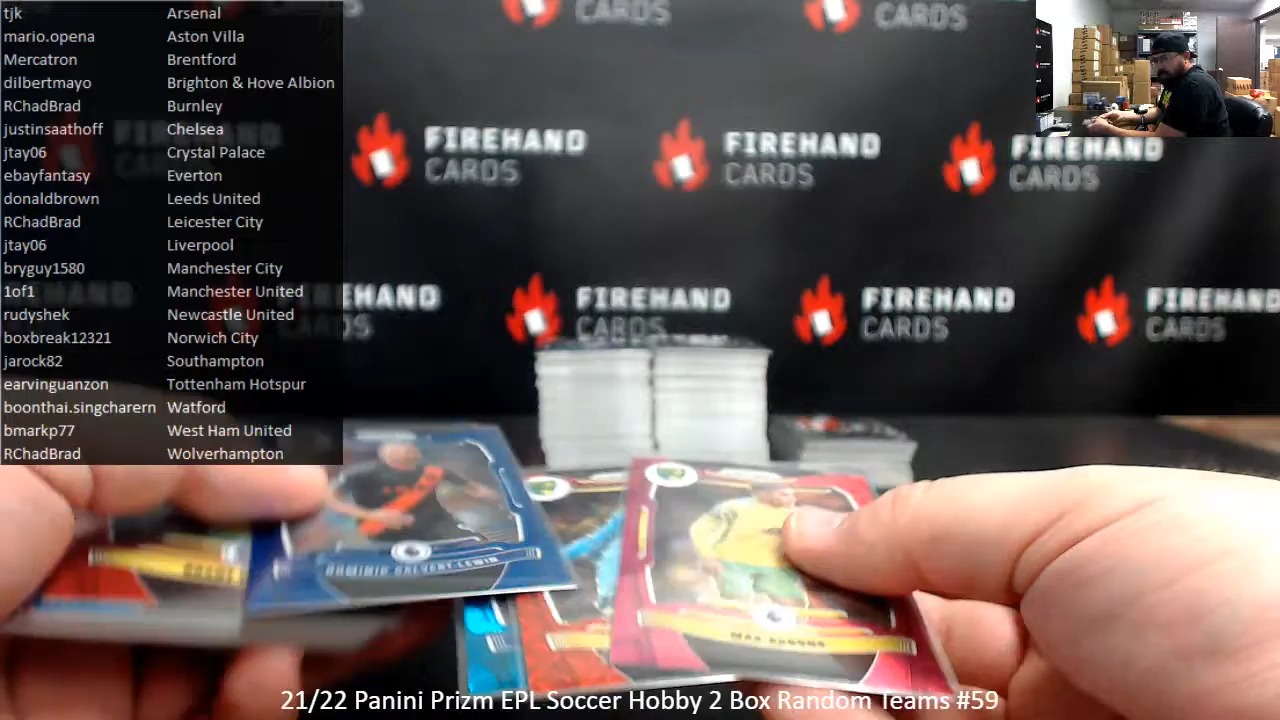 tjk Arsenal
mario.opena Aston Villa
Mercatron Brentford
dilbertmayo Brighton & Hove Albion
RChadBrad Burnley
justinsaathoff Chelsea
jtay06 Crystal Palace
ebayfantasy Everton
donaldbrown Leeds United
RChadBrad Leicester City
jtay06 Liverpool
bryguy1580 Manchester City
1of1 Manchester United
rudyshek Newcastle United
boxbreak12321 Norwich City
jarock82 Southampton
earvinguanzon Tottenham Hotspur
boonthai.singcharern Watford
bmarkp77 West Ham United
RChadBrad Wolverhampton
CARDS
CARDS
FIREHAND
CARDS
FIREHAND
CARDS
FIREHAND
CARDS
FIREHAND
CARDS
FIREHAND
CARDS
FIREHAND
CARDS
DOMINIC CALVERT-LEWIN
MAX AARONS
21/22 Panini Prizm EPL Soccer Hobby 2 Box Random Teams #59